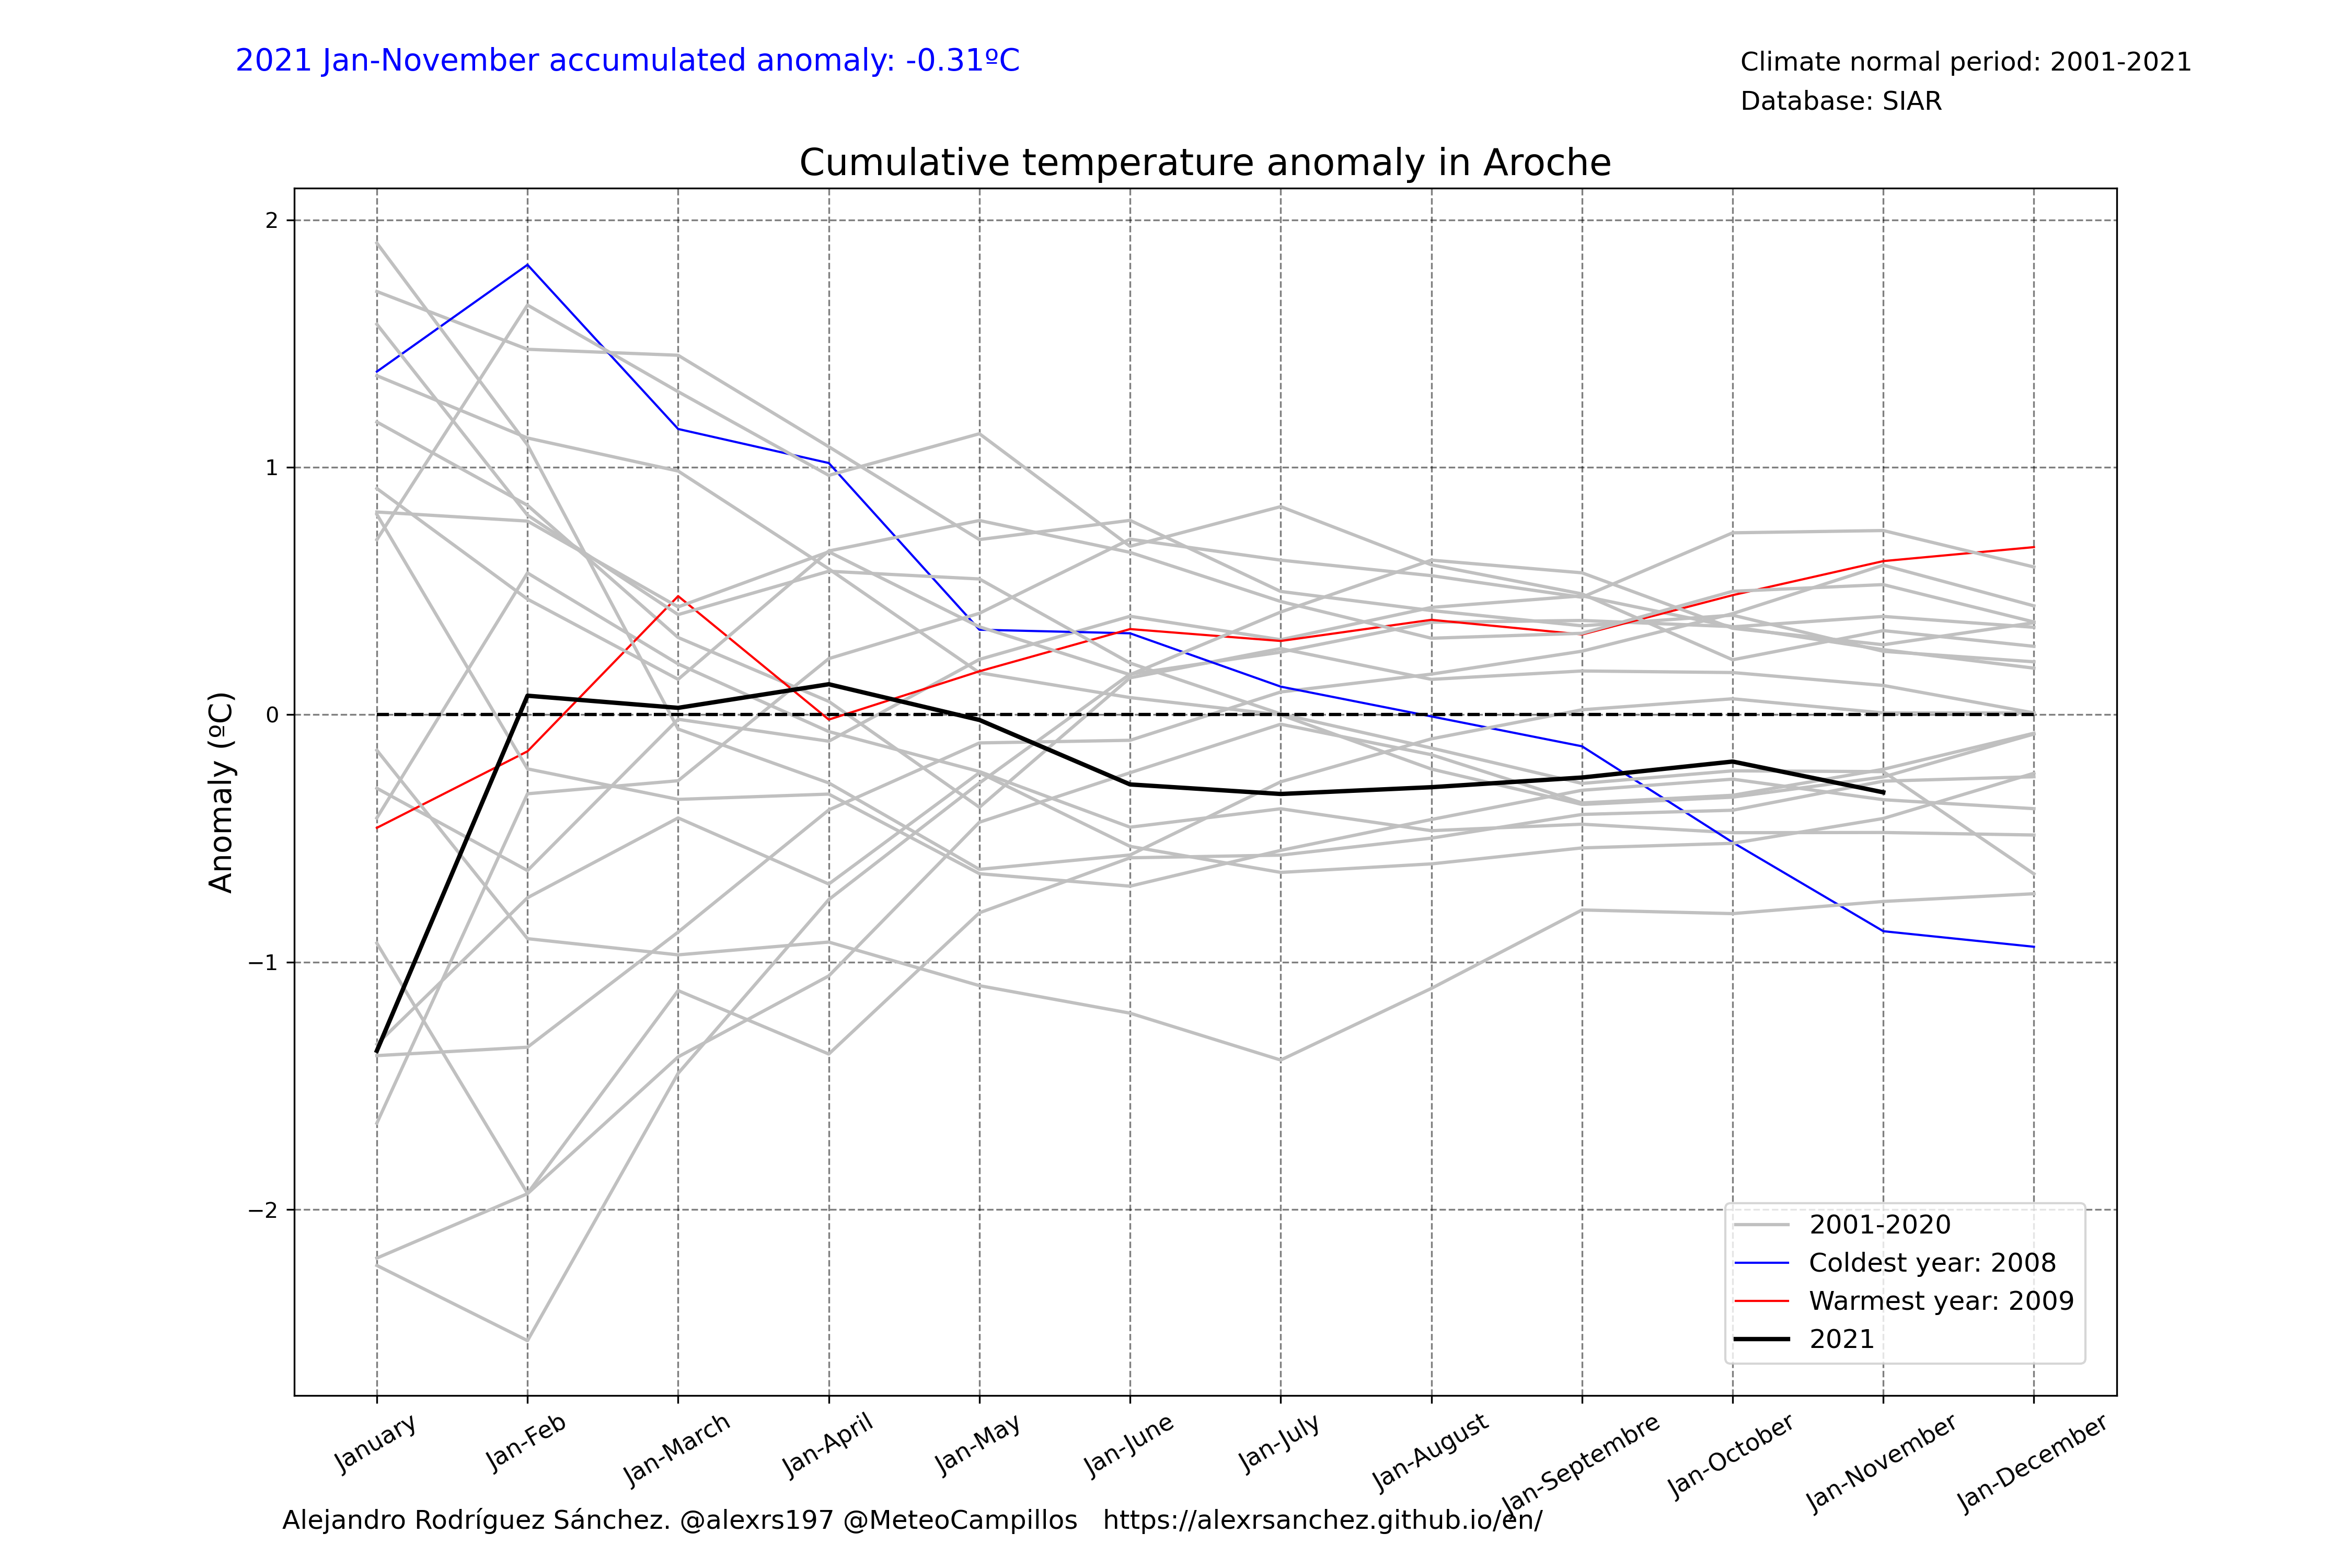 2021 Jan-November accumulated anomaly: -0.31ºC
Climate normal period: 2001-2021
Database: SIAR
Cumulative temperature anomaly in Aroche
Anomaly (ºC)
2
1
0
−1
−2
2001-2020
Coldest year: 2008
Warmest year: 2009
2021
January
Jan-Feb
Jan-March
Jan-April
Jan-May
Jan-June
Jan-July
Jan-August
Jan-Septembre
Jan-October
Jan-November
Jan-December
Alejandro Rodríguez Sánchez. @alexrs197 @MeteoCampillos https://alexrsanchez.github.io/en/